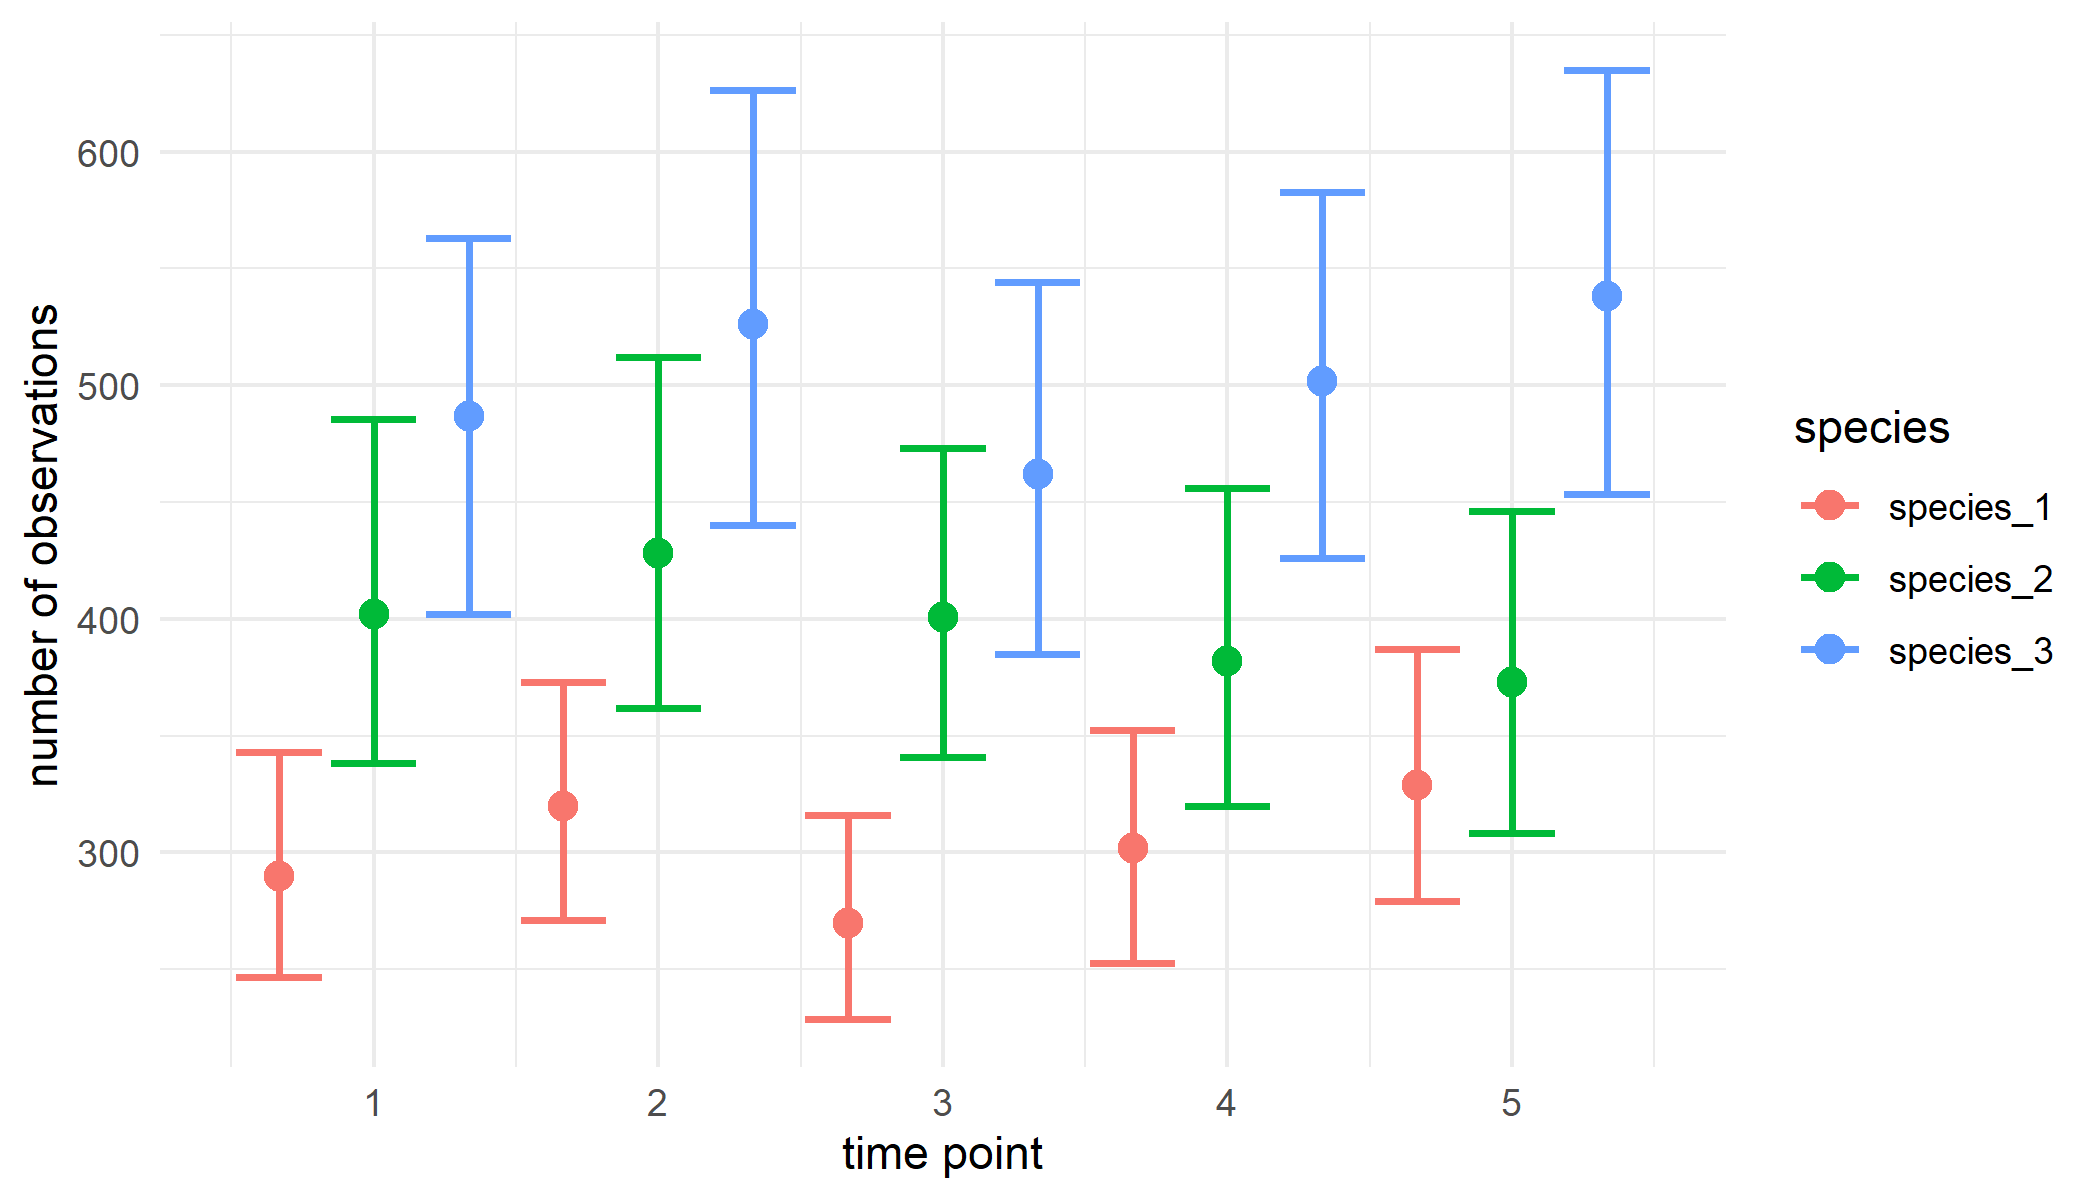 600
500
400
300
number of observations
1 2 3 4 5
time point
species
species_1
species_2
species_3